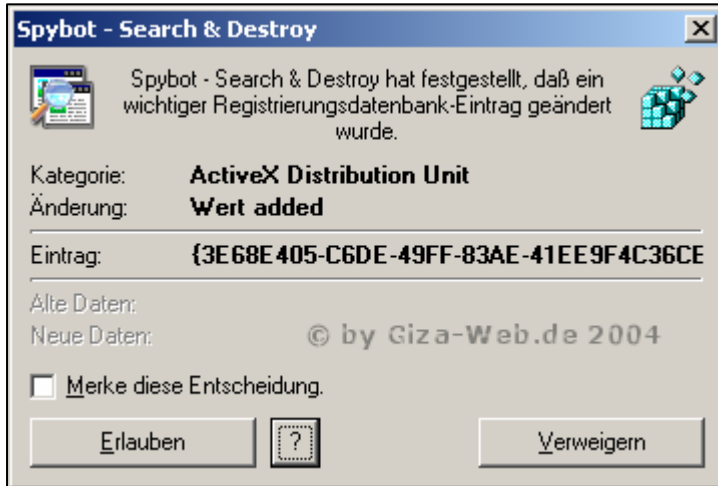 Spybot - Search & Destroy
Spybot - Search & Destroy hat festgestellt, daß ein
wichtiger Registrierungsdatenbank-Eintrag geändert
wurde.
Kategorie: ActiveX Distribution Unit
Änderung: Wert added
Eintrag: {3E68E405-C6DE-49FF-83AE-41EE9F4C36CE
Alte Daten:
Neue Daten: © by Giza-Web.de 2004
Merke diese Entscheidung.
Erlauben ? Verweigern